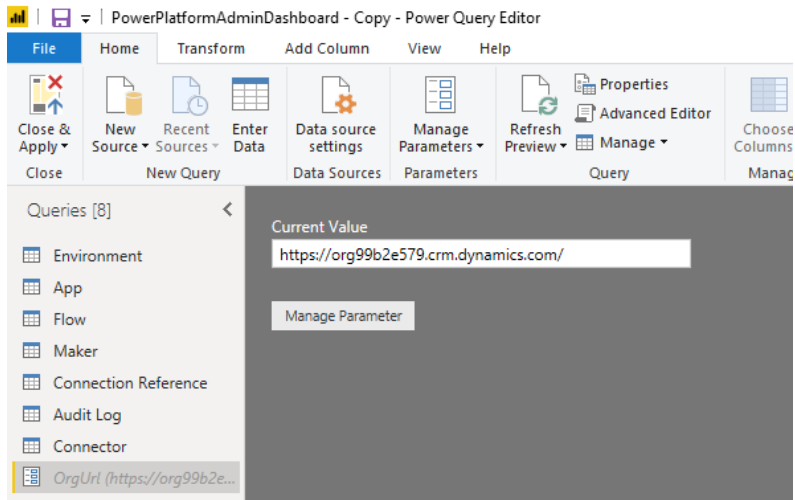 PowerPlatformAdminDashboard - Copy - Power Query Editor
File Home Transform Add Column View Help
Close & Apply
New Source
Recent Sources
Enter Data
Data source settings
Manage Parameters
Refresh Preview
Properties
Advanced Editor
Manage
Choose Columns
Close
New Query
Data Sources
Parameters
Query
Manag
Queries [8]
Environment
App
Flow
Maker
Connection Reference
Audit Log
Connector
OrgUrl (https://org99b2e...
Current Value
https://org99b2e579.crm.dynamics.com/
Manage Parameter